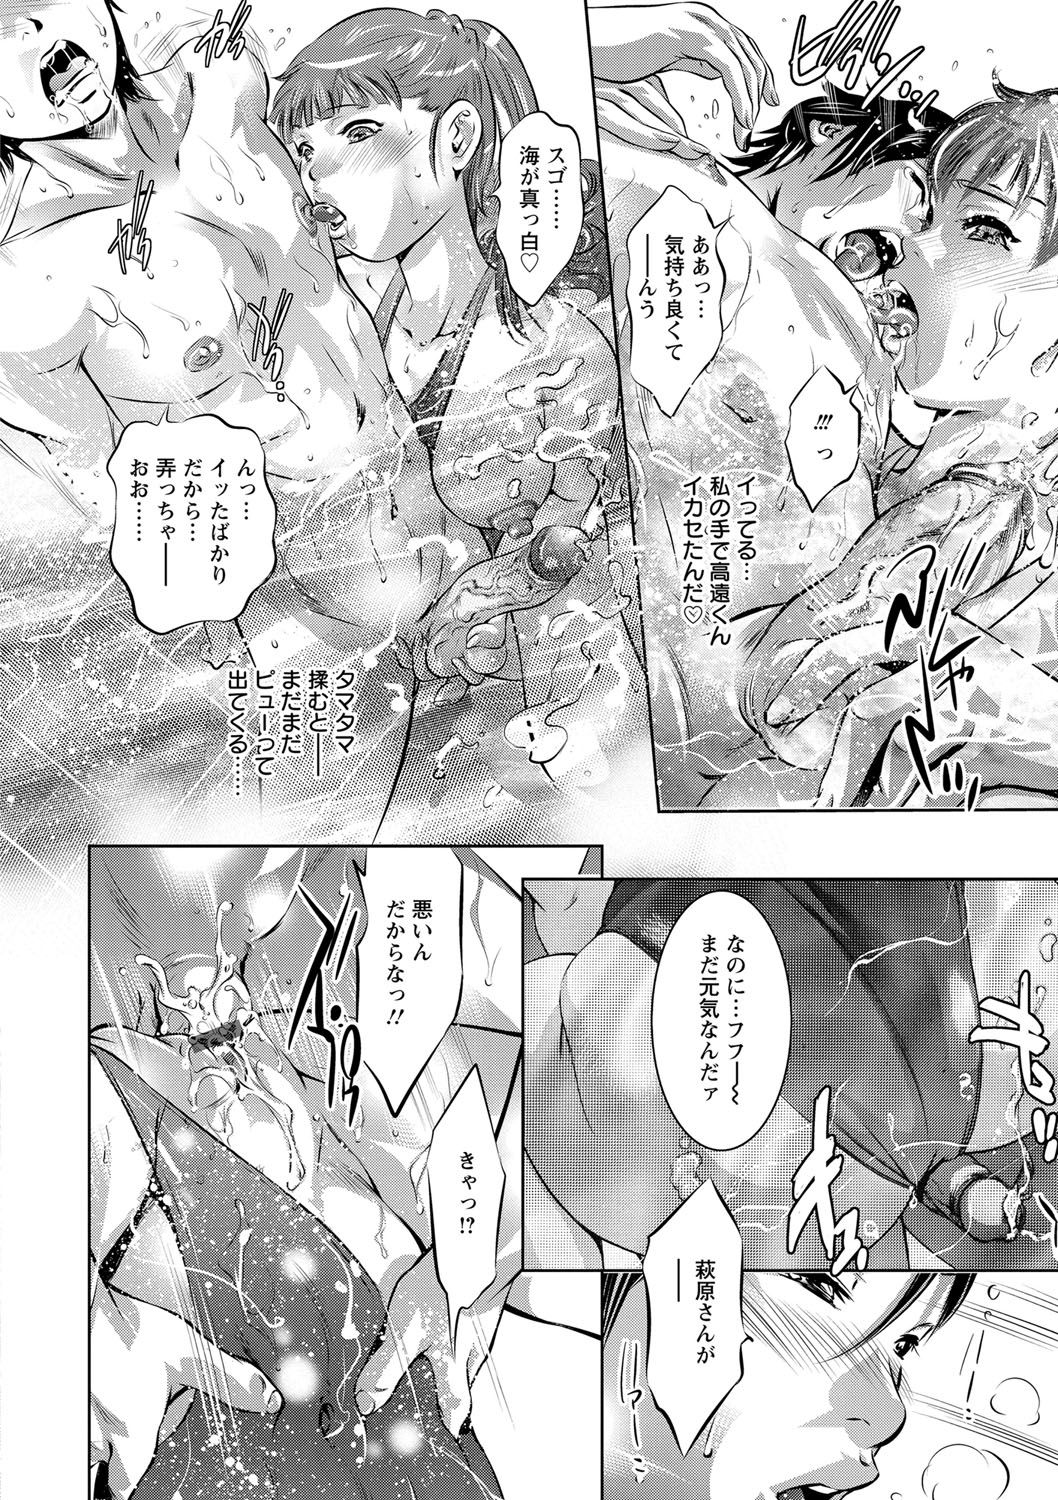 ああっ…
気持ち良くて
――んう
!!!っ
イってる…
私の手で高遠くん
イカセたんだ♡
スゴ……
海が真っ白♡
んっ…
イッたばかり
だから…
弄っちゃ――
おお……
タマタマ
揉むと――
まだまだ
ピューって
出てくる……
なのに…フフ――〜
まだ元気なんだァ
萩原さんが
――
悪いん
だからなっ!!
きゃっ!?